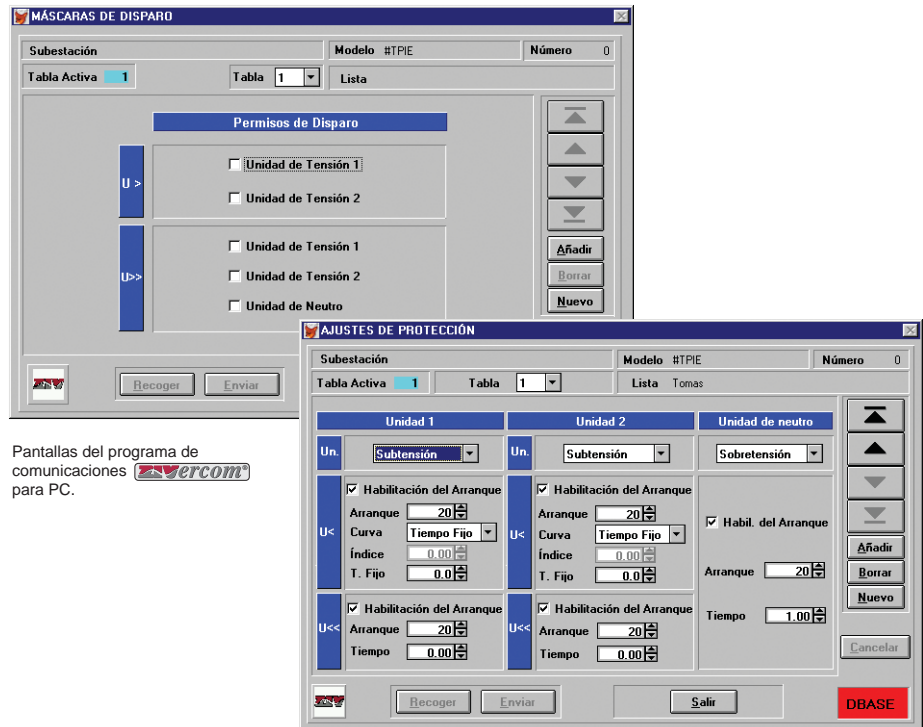 MÁSCARAS DE DISPARO
Subestación Modelo #TPIE Número 0
Tabla Activa 1 Tabla 1 Lista
Permisos de Disparo
U >
Unidad de Tensión 1
Unidad de Tensión 2
U>>
Unidad de Tensión 1
Unidad de Tensión 2
Unidad de Neutro
Añadir
Borrar
Nuevo
ZIV Recoger Enviar
Pantallas del programa de
comunicaciones ZIVercom®
para PC.
AJUSTES DE PROTECCIÓN
Subestación Modelo #TPIE Número 0
Tabla Activa 1 Tabla 1 Lista Tomas
Unidad 1 Unidad 2 Unidad de neutro
Un. Subtensión Un. Subtensión Sobretensión
U<
Habilitación del Arranque
Arranque 20
Curva Tiempo Fijo
Índice 0.00
T. Fijo 0.0
U<<
Habilitación del Arranque
Arranque 20
Tiempo 0.00
U<
Habilitación del Arranque
Arranque 20
Curva Tiempo Fijo
Índice 0.00
T. Fijo 0.0
U<<
Habilitación del Arranque
Arranque 20
Tiempo 0.00
Habil. del Arranque
Arranque 20
Tiempo 1.00
Añadir
Borrar
Nuevo
Cancelar
ZIV Recoger Enviar Salir DBASE